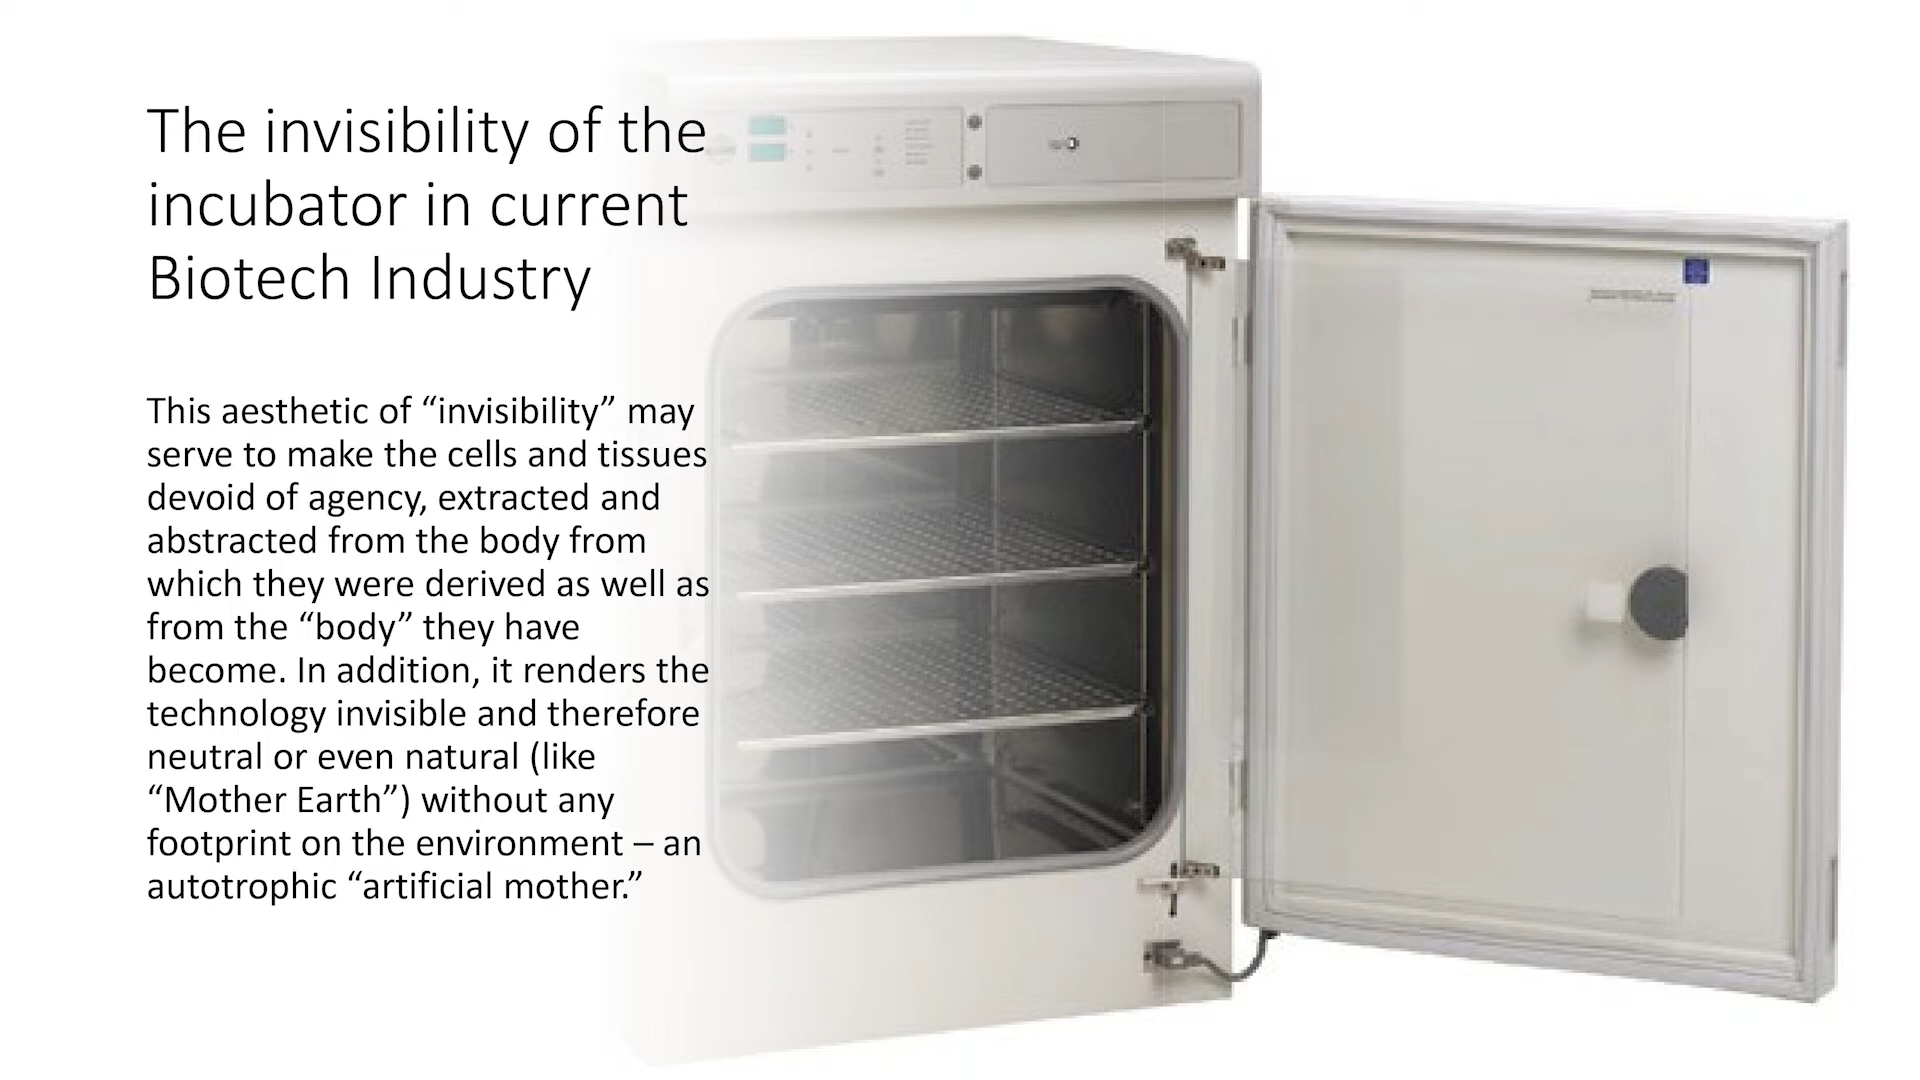 The invisibility of the
incubator in current
Biotech Industry
This aesthetic of “invisibility” may
serve to make the cells and tissues
devoid of agency, extracted and
abstracted from the body from
which they were derived as well as
from the “body” they have
become. In addition, it renders the
technology invisible and therefore
neutral or even natural (like
“Mother Earth”) without any
footprint on the environment – an
autotrophic “artificial mother.”